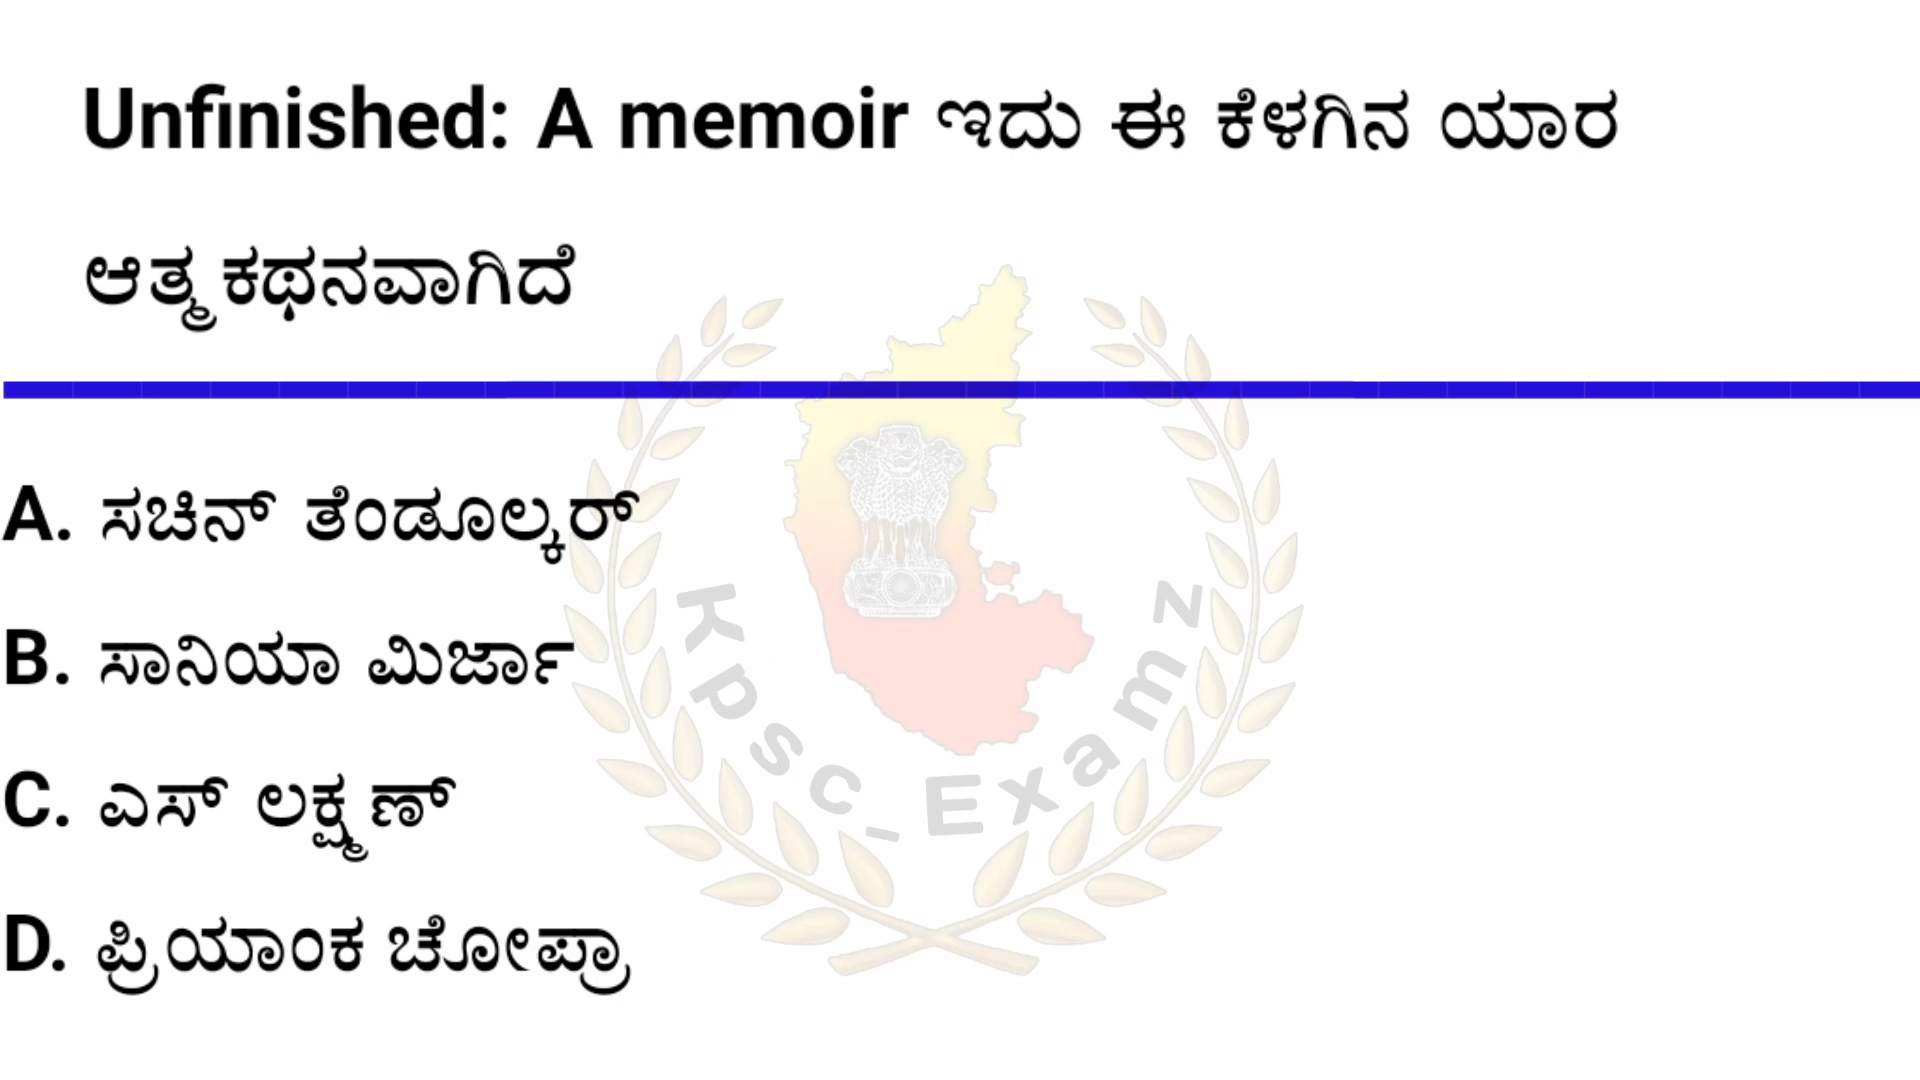 Unfinished: A memoir ಇದು ಈ ಕೆಳಗಿನ ಯಾರ
ಆತ್ಮಕಥನವಾಗಿದೆ
A. ಸಚಿನ್ ತೆಂಡೂಲ್ಕರ್
B. ಸಾನಿಯಾ ಮಿರ್ಜಾ
C. ಎಸ್ ಲಕ್ಷ್ಮಣ್
D. ಪ್ರಿಯಾಂಕ ಚೋಪ್ರಾ
Kpsc_Examz